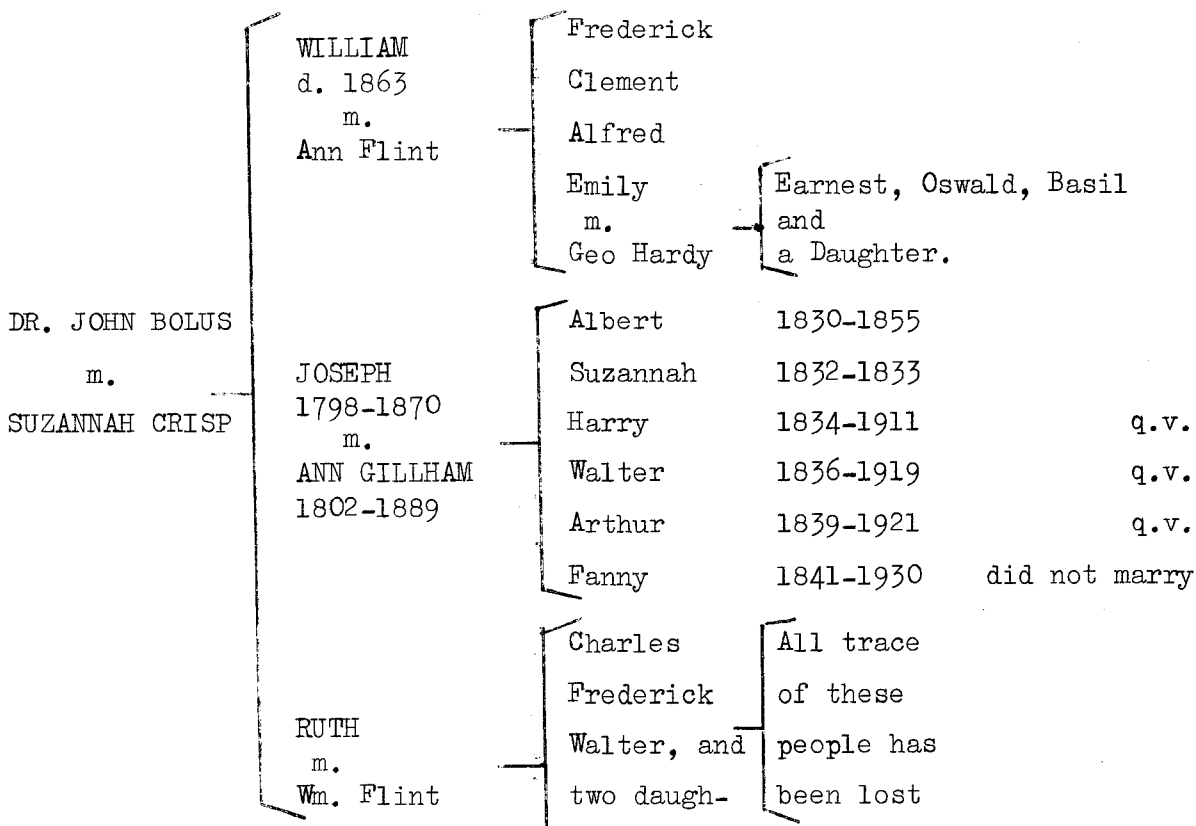 WILLIAM
d. 1863
m.
Ann Flint
Frederick
Clement
Alfred
Emily
m.
Geo Hardy
Earnest, Oswald, Basil
and
a Daughter.
DR. JOHN BOLUS
m.
SUZANNAH CRISP
JOSEPH
1798-1870
m.
ANN GILLHAM
1802-1889
Albert 1830-1855
Suzannah 1832-1833
Harry 1834-1911 q.v.
Walter 1836-1919 q.v.
Arthur 1839-1921 q.v.
Fanny 1841-1930 did not marry
RUTH
m.
Wm. Flint
Charles
Frederick
Walter, and
two daugh-
All trace
of these
people has
been lost